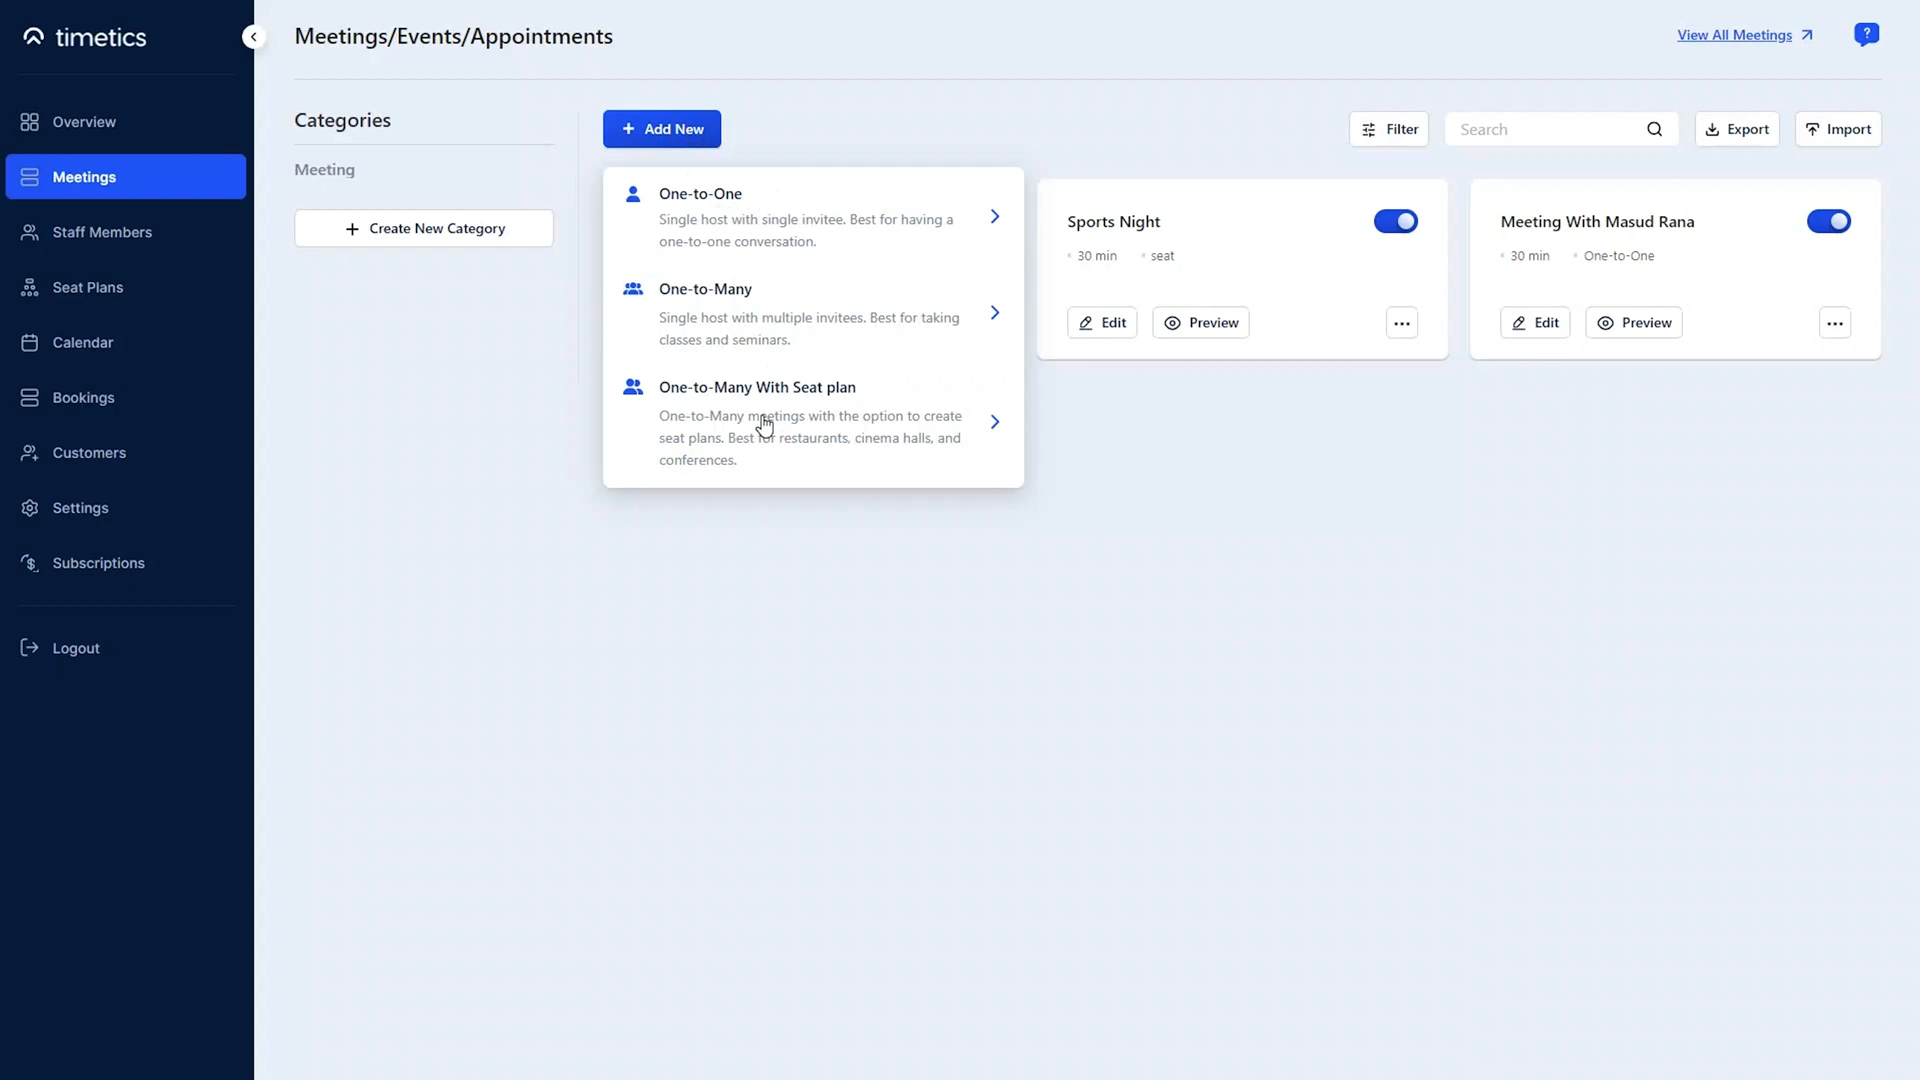 timetics
Meetings/Events/Appointments
View All Meetings
?
Overview
Meetings
Staff Members
Seat Plans
Calendar
Bookings
Customers
Settings
Subscriptions
Logout
Categories
Meeting
+ Create New Category
+ Add New
Filter
Search
Export
Import
One-to-One
Single host with single invitee. Best for having a
one-to-one conversation.
One-to-Many
Single host with multiple invitees. Best for taking
classes and seminars.
One-to-Many With Seat plan
One-to-Many meetings with the option to create
seat plans. Best for restaurants, cinema halls, and
conferences.
Sports Night
30 min seat
Edit Preview ...
Meeting With Masud Rana
30 min One-to-One
Edit Preview ...